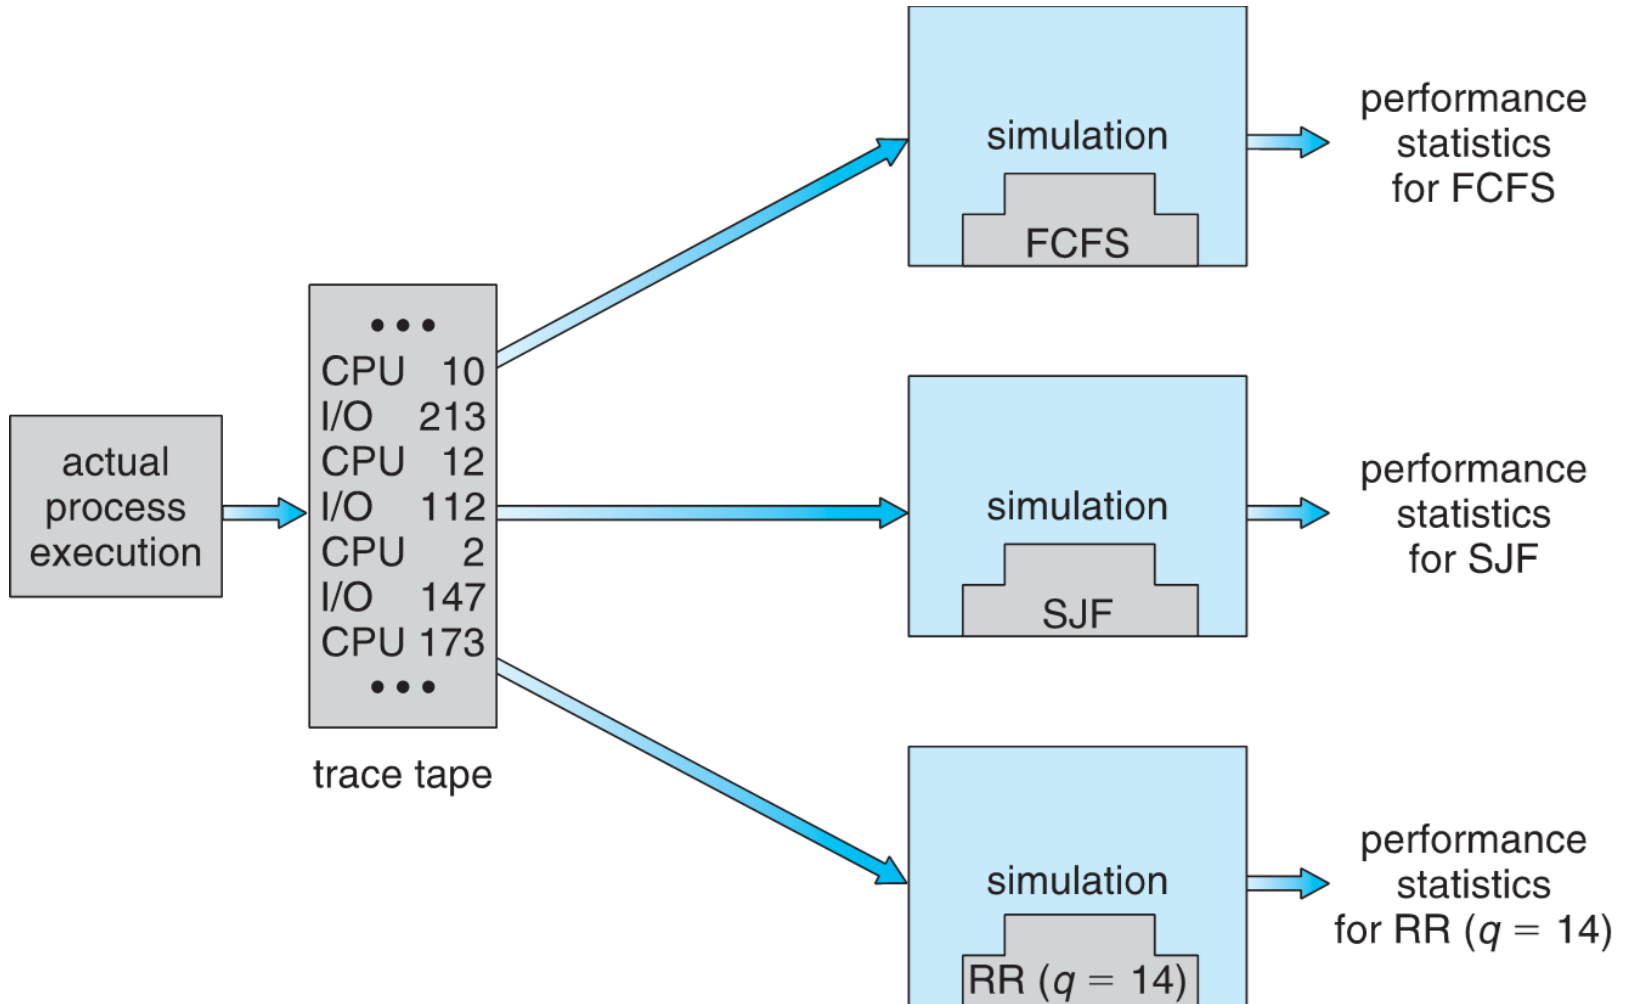 actual
process
execution
• • •
CPU 10
I/O 213
CPU 12
I/O 112
CPU 2
I/O 147
CPU 173
• • •
trace tape
simulation
FCFS
performance
statistics
for FCFS
simulation
SJF
performance
statistics
for SJF
simulation
RR (q = 14)
performance
statistics
for RR (q = 14)